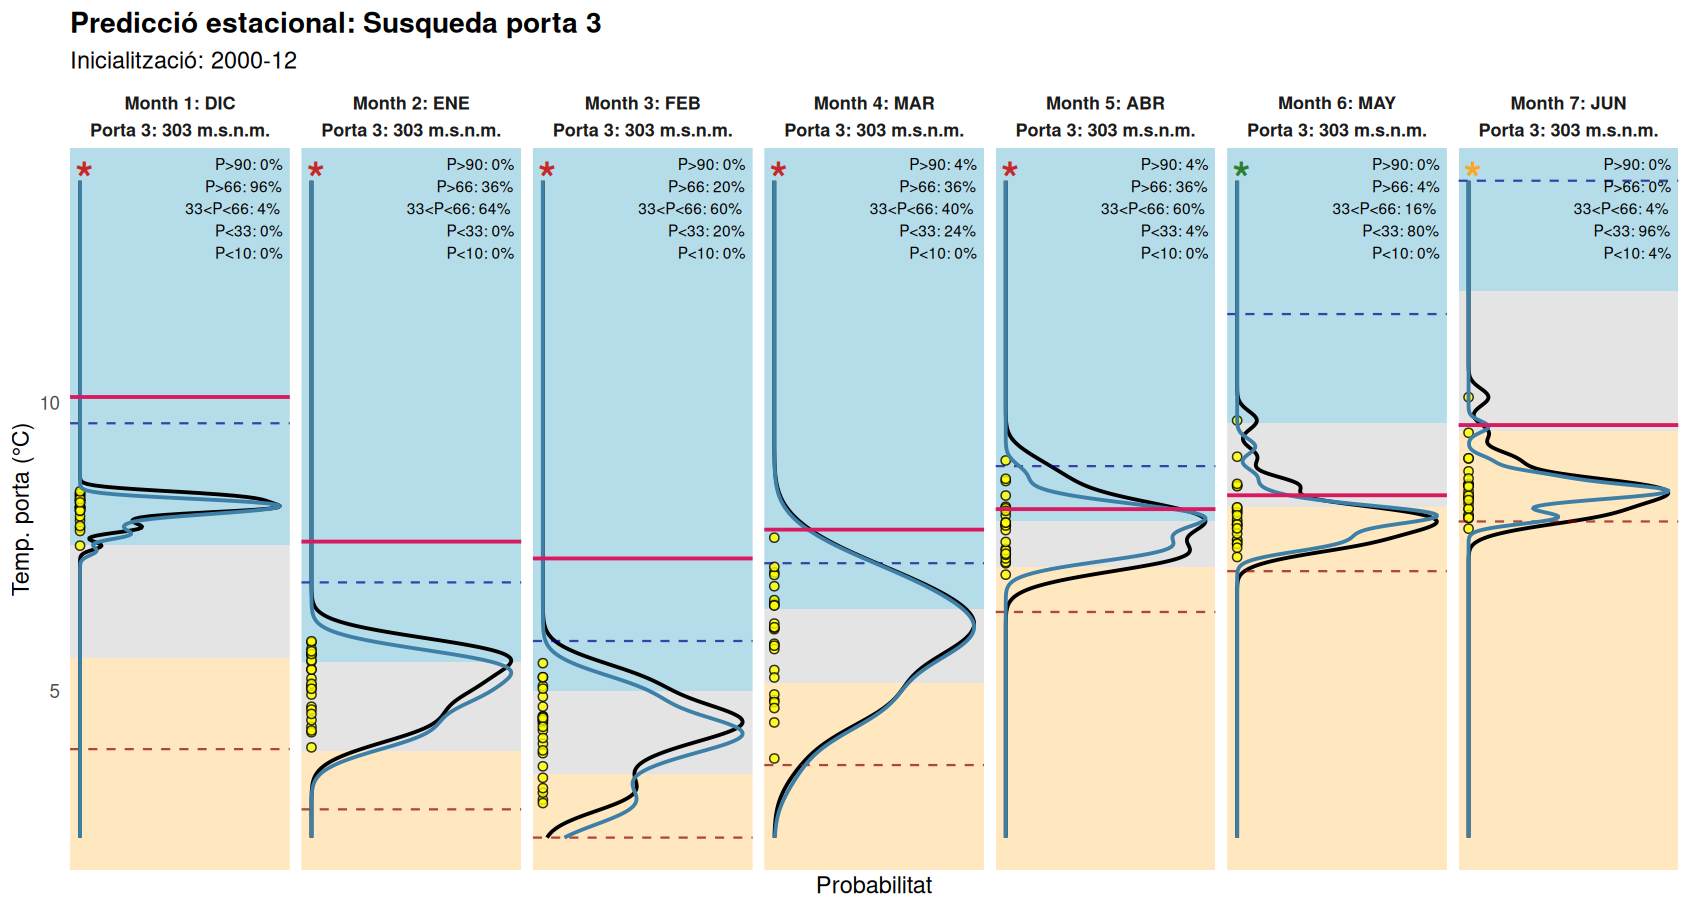 Predicció estacional: Susqueda porta 3
Inicialització: 2000-12
Month 1: DIC
Porta 3: 303 m.s.n.m.
Month 2: ENE
Porta 3: 303 m.s.n.m.
Month 3: FEB
Porta 3: 303 m.s.n.m.
Month 4: MAR
Porta 3: 303 m.s.n.m.
Month 5: ABR
Porta 3: 303 m.s.n.m.
Month 6: MAY
Porta 3: 303 m.s.n.m.
Month 7: JUN
Porta 3: 303 m.s.n.m.
*
P>90: 0%
P>66: 96%
33<P<66: 4%
P<33: 0%
P<10: 0%
*
P>90: 0%
P>66: 36%
33<P<66: 64%
P<33: 0%
P<10: 0%
*
P>90: 0%
P>66: 20%
33<P<66: 60%
P<33: 20%
P<10: 0%
*
P>90: 4%
P>66: 36%
33<P<66: 40%
P<33: 24%
P<10: 0%
*
P>90: 4%
P>66: 36%
33<P<66: 60%
P<33: 4%
P<10: 0%
*
P>90: 0%
P>66: 4%
33<P<66: 16%
P<33: 80%
P<10: 0%
*
P>90: 0%
P>66: 0%
33<P<66: 4%
P<33: 96%
P<10: 4%
10
5
Temp. porta (°C)
Probabilitat